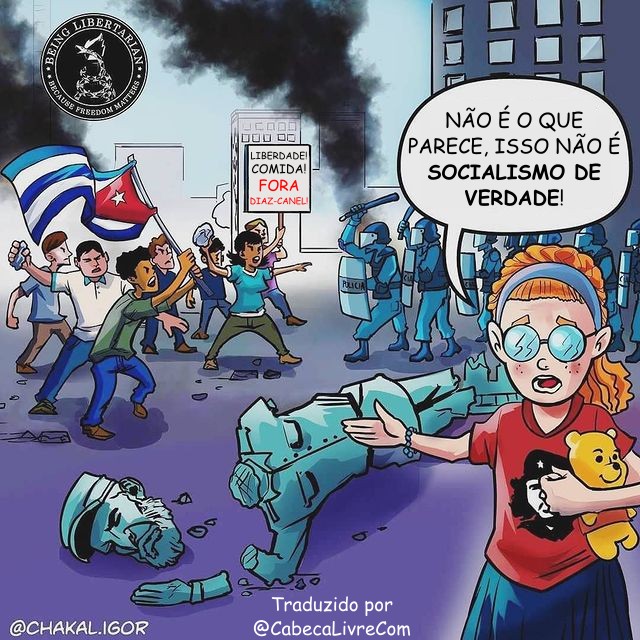 BEING LIBERTARIAN
BECAUSE FREEDOM MATTERS
NÃO É O QUE
PARECE, ISSO NÃO É
SOCIALISMO DE
VERDADE!
LIBERDADE!
COMIDA!
FORA
DIAZ-CANEL!
POLICIA
Traduzido por
@CHAKAL.IGOR
@CabecaLivreCom